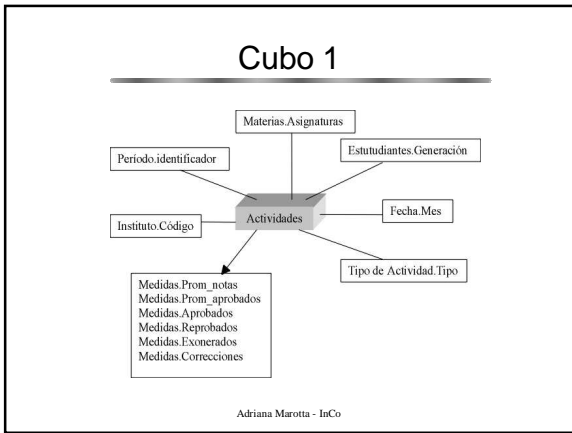 Cubo 1
Materias.Asignaturas
Estutudiantes.Generación
Período.identificador
Fecha.Mes
Instituto.Código
Actividades
Tipo de Actividad.Tipo
Medidas.Prom_notas
Medidas.Prom_aprobados
Medidas.Aprobados
Medidas.Reprobados
Medidas.Exonerados
Medidas.Correcciones
Adriana Marotta - InCo